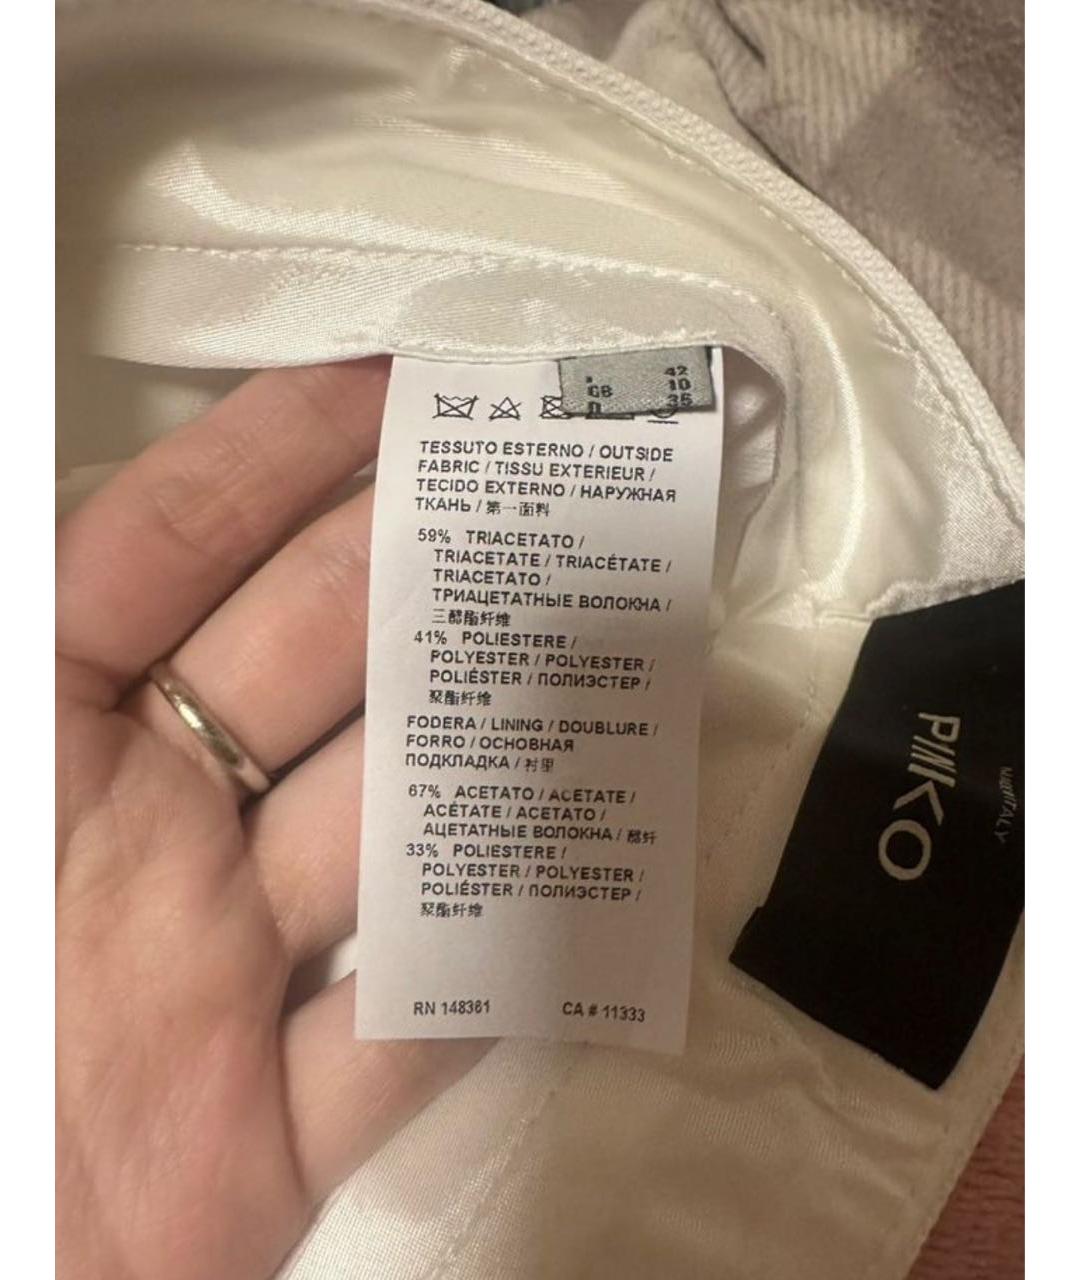 42
GB 10
D 36
TESSUTO ESTERNO / OUTSIDE
FABRIC / TISSU EXTERIEUR /
TECIDO EXTERNO / НАРУЖНАЯ
ТКАНЬ / 第一面料
59% TRIACETATO /
TRIACETATE / TRIACÉTATE /
TRIACETATO /
ТРИАЦЕТАТНЫЕ ВОЛОКНА /
三醋酯纤维
41% POLIESTERE /
POLYESTER / POLYESTER /
POLIÉSTER / ПОЛИЭСТЕР /
聚酯纤维
FODERA / LINING / DOUBLURE /
FORRO / ОСНОВНАЯ
ПОДКЛАДКА / 衬里
67% ACETATO / ACETATE /
ACÉTATE / ACETATO /
АЦЕТАТНЫЕ ВОЛОКНА / 醋纤
33% POLIESTERE /
POLYESTER / POLYESTER /
POLIÉSTER / ПОЛИЭСТЕР /
聚酯纤维
RN 148361 CA # 11333
PINKO